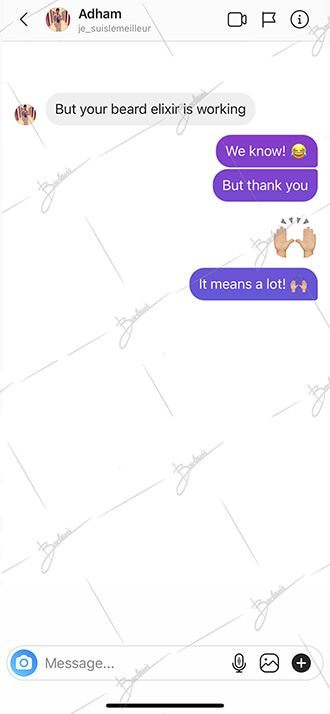 Adham
je_suislemeilleur
But your beard elixir is working
We know! 😂
But thank you
🙌🏼
It means a lot! 🙌🏼
Message...